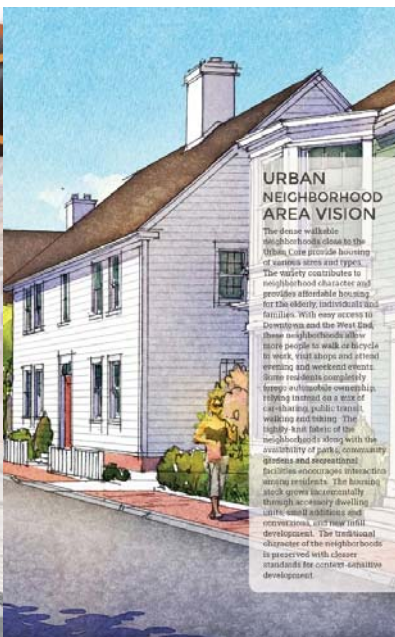 URBAN
NEIGHBORHOOD
AREA VISION
The dense walkable
neighborhoods close to the
Urban Core provide housing
of various sizes and types.
The variety contributes to
neighborhood character and
provides affordable housing
for the elderly, individuals and
families. With easy access to
Downtown and the West End,
these neighborhoods allow
more people to walk or bicycle
to work, visit shops and attend
evening and weekend events.
Some residents completely
forego automobile ownership,
relying instead on a mix of
car-sharing, public transit,
walking and biking. The
tightly-knit fabric of the
neighborhoods along with the
availability of parks, community
gardens and recreational
facilities encourages interaction
among residents. The housing
stock grows incrementally
through accessory dwelling
units, small additions and
conversions, and new infill
development. The traditional
character of the neighborhoods
is preserved with clearer
standards for context-sensitive
development.